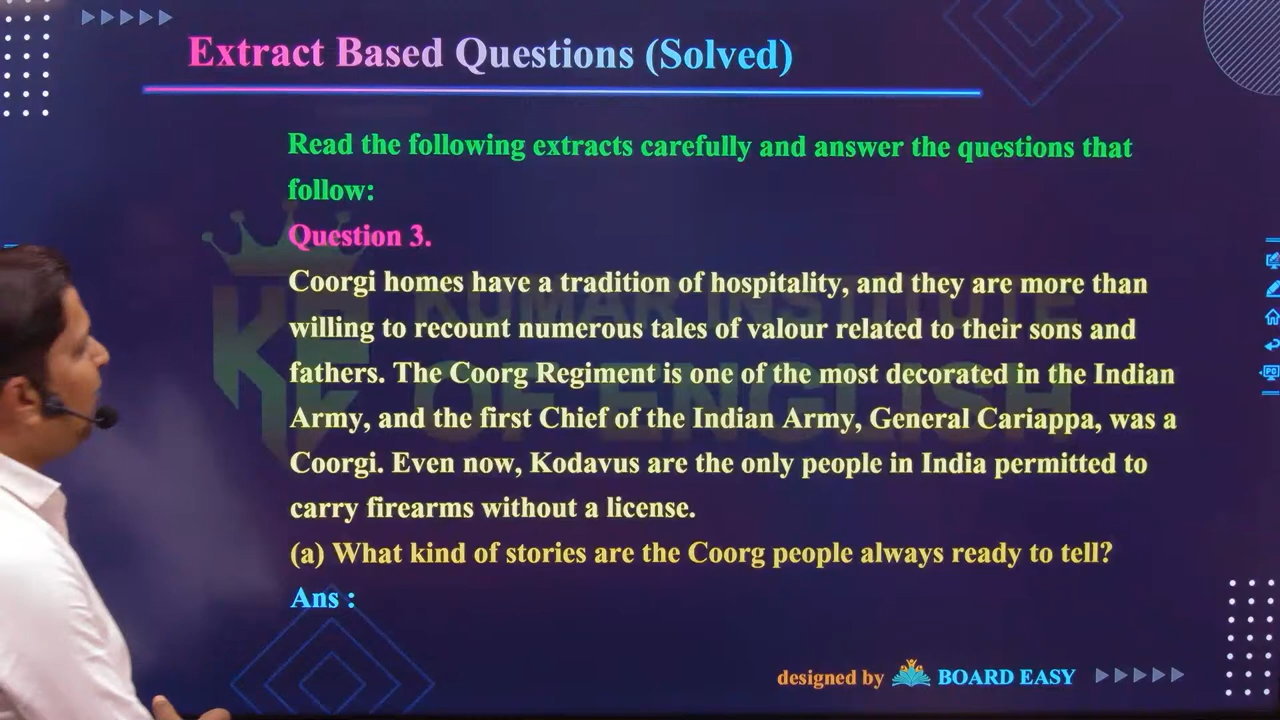 Extract Based Questions (Solved)
Read the following extracts carefully and answer the questions that
follow:
Question 3.
Coorgi homes have a tradition of hospitality, and they are more than
willing to recount numerous tales of valour related to their sons and
fathers. The Coorg Regiment is one of the most decorated in the Indian
Army, and the first Chief of the Indian Army, General Cariappa, was a
Coorgi. Even now, Kodavus are the only people in India permitted to
carry firearms without a license.
(a) What kind of stories are the Coorg people always ready to tell?
Ans :
KUMAR INSTITUTE
OF ENGLISH
designed by BOARD EASY